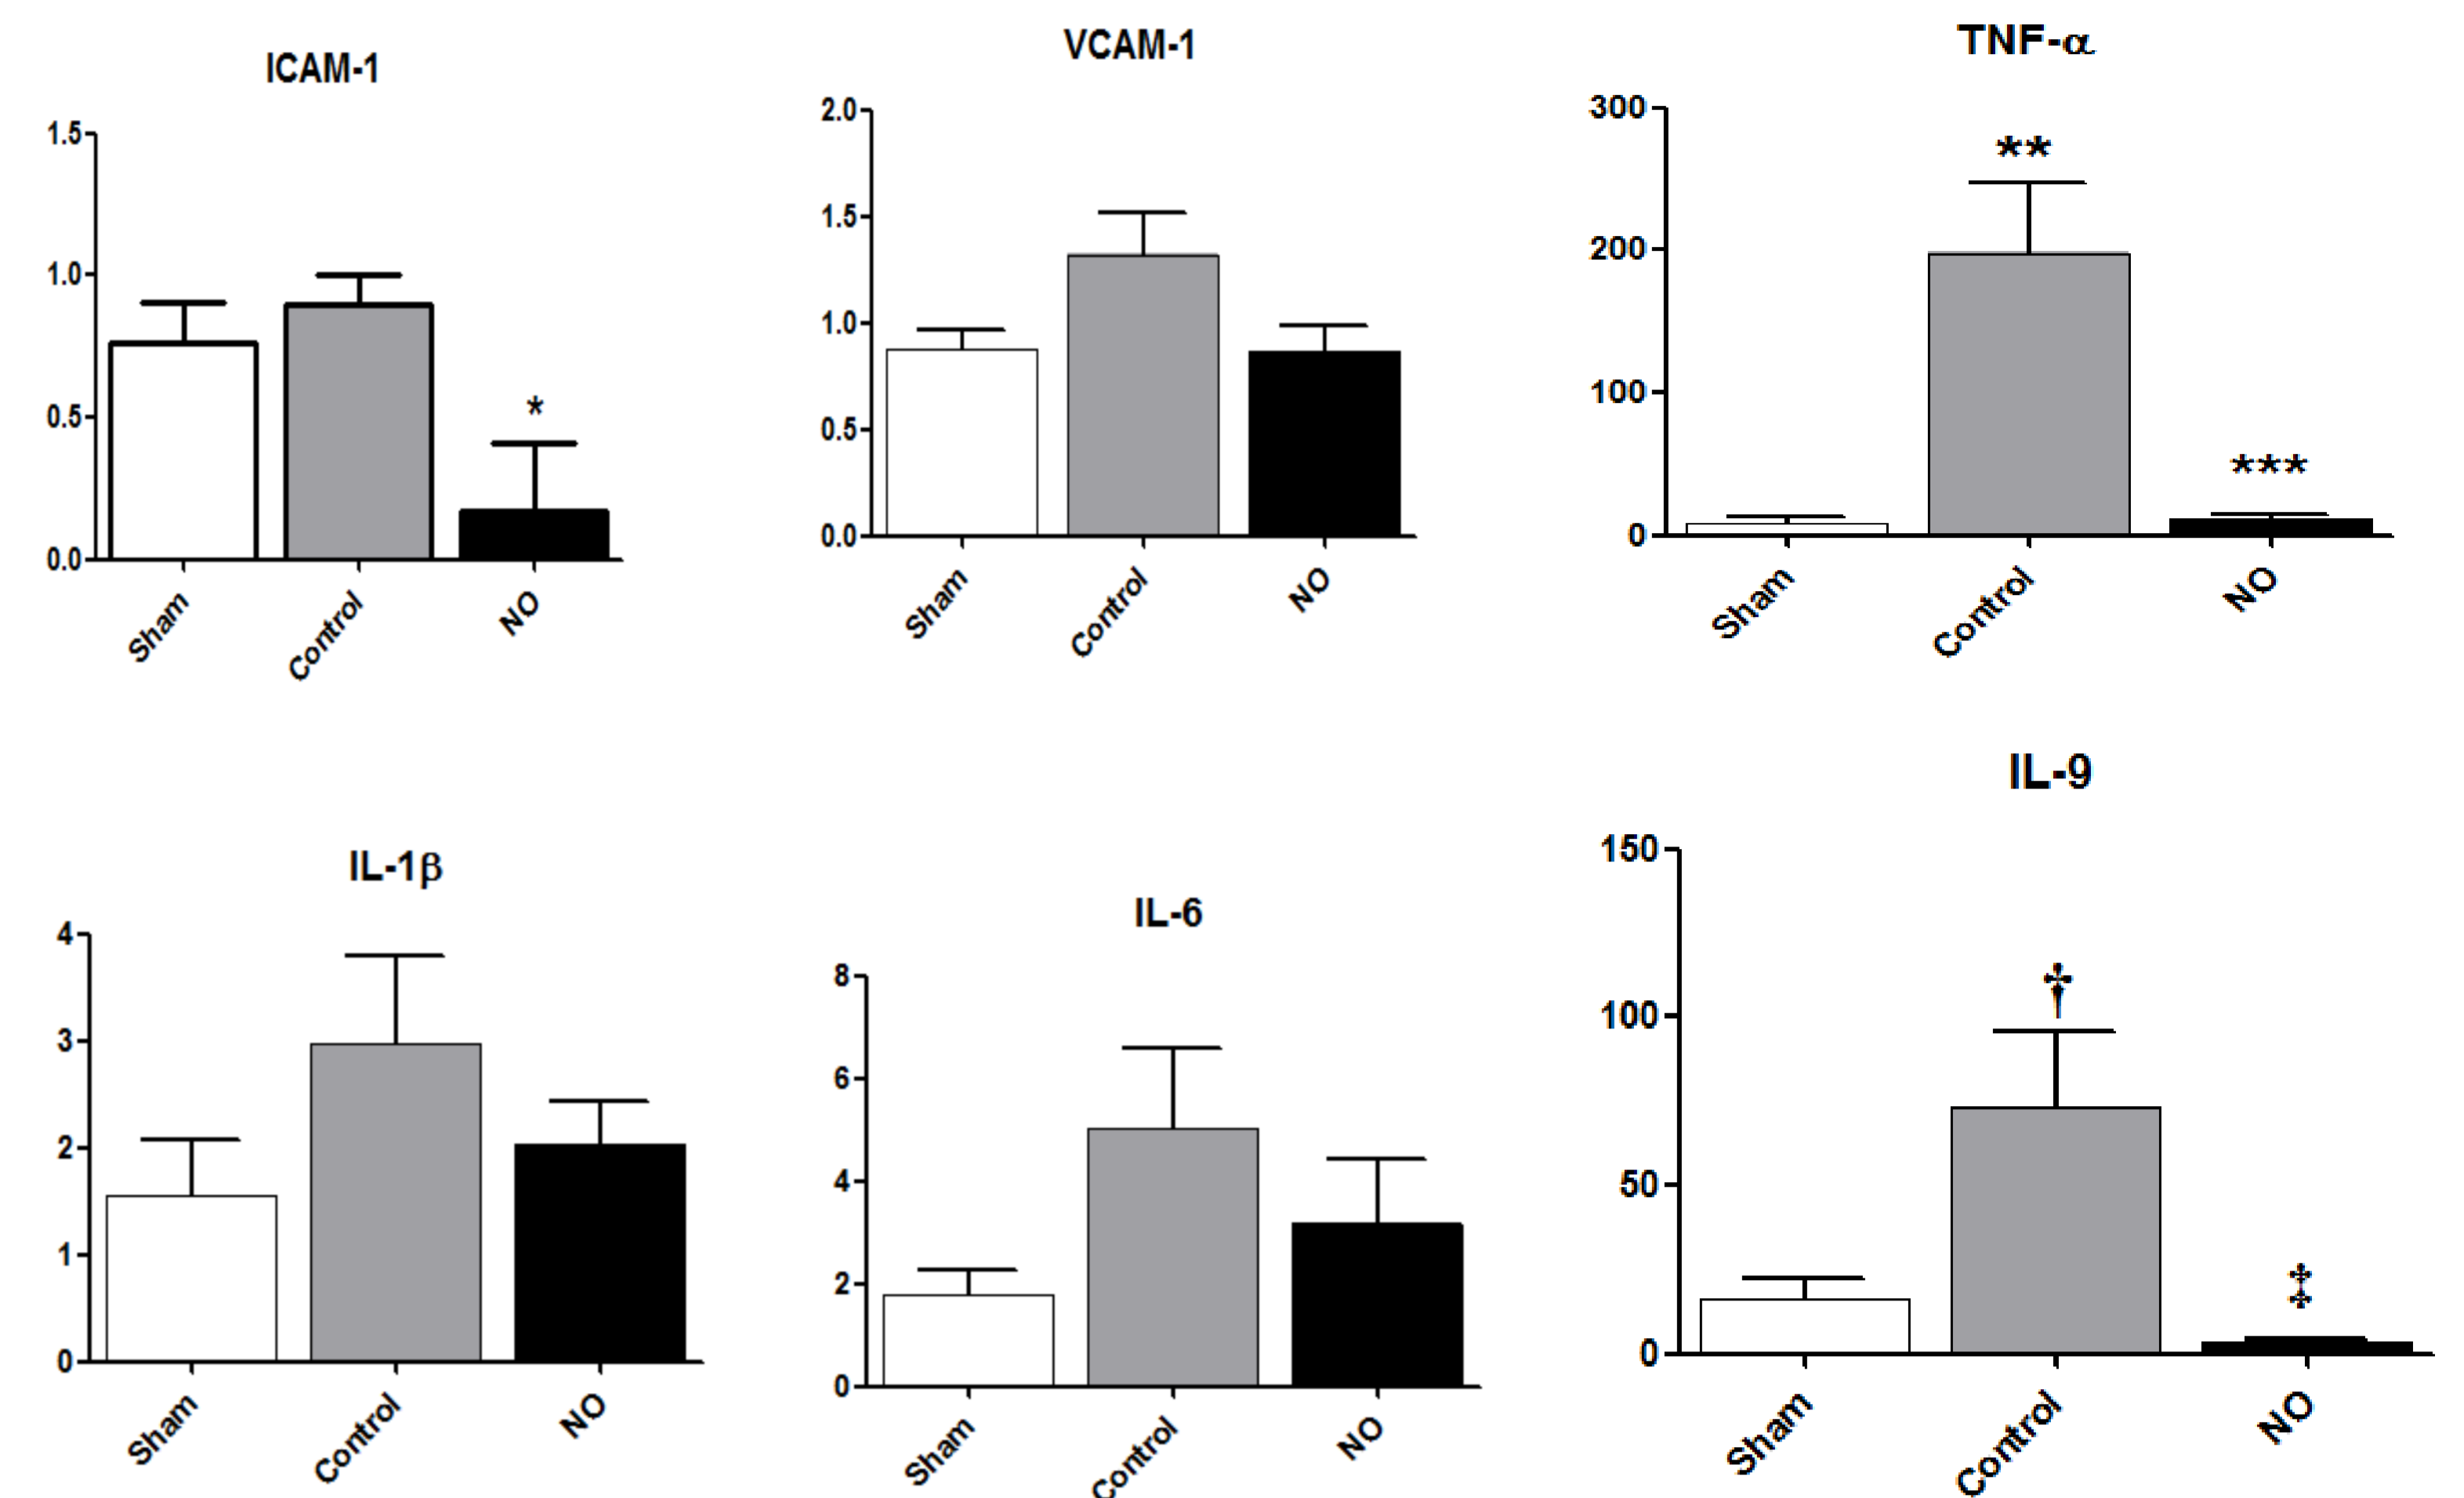 ICAM-1
1.5
1.0
0.5
0.0
*
Sham
Control
NO
VCAM-1
2.0
1.5
1.0
0.5
0.0
Sham
Control
NO
TNF-α
300
200
100
0
**
***
Sham
Control
NO
IL-1β
4
3
2
1
0
Sham
Control
NO
IL-6
8
6
4
2
0
Sham
Control
NO
IL-9
150
100
50
0
†
‡
Sham
Control
NO